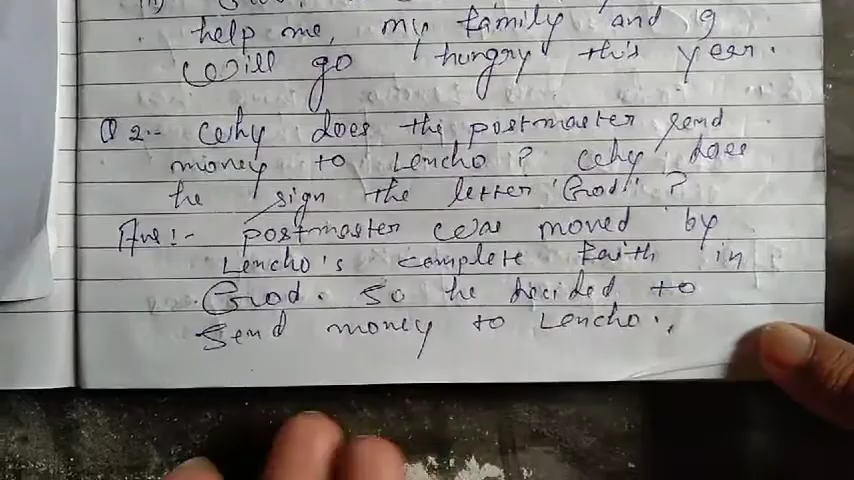 help me, my family and I
will go hungry this year.
Q 2:- Why does the postmaster send
money to Lencho? Why does
he sign the letter 'God'?
Ans:- postmaster was moved by
Lencho's complete faith in
God. So he decided to
Send money to Lencho.,